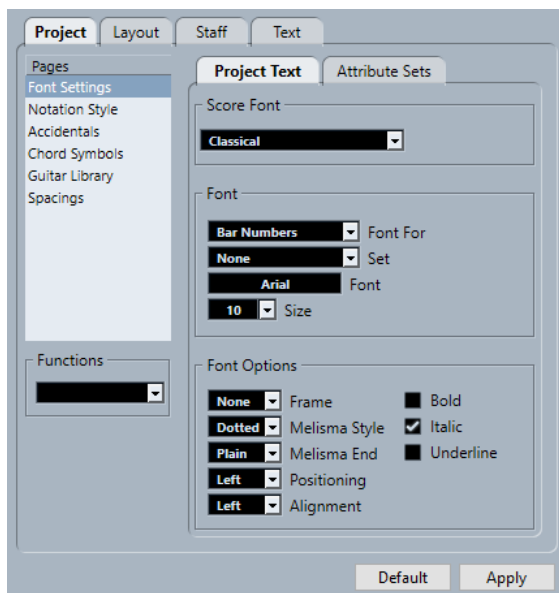 Project Layout Staff Text
Pages
Font Settings
Notation Style
Accidentals
Chord Symbols
Guitar Library
Spacings
Functions
Project Text Attribute Sets
Score Font
Classical
Font
Bar Numbers Font For
None Set
Arial Font
10 Size
Font Options
None Frame Bold
Dotted Melisma Style Italic
Plain Melisma End Underline
Left Positioning
Left Alignment
Default Apply